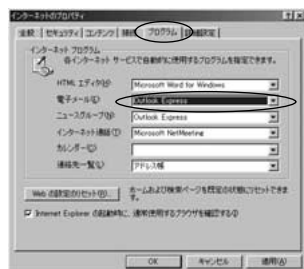 インターネットのプロパティ
全般 セキュリティ コンテンツ 接続 プログラム 詳細設定
インターネット プログラム
各インターネット サービスで自動的に使用するプログラムを指定できます。
HTML エディタ(H) Microsoft Word for Windows
電子メール(E) Outlook Express
ニュースグループ(N) Outlook Express
インターネット通話(T) Microsoft NetMeeting
カレンダー(C)
連絡先一覧(L) アドレス帳
Web の設定のリセット(R)... ホームおよび検索ページを既定の状態にリセットできます。
Internet Explorer の起動時に、通常使用するブラウザを確認する(I)
OK キャンセル 適用(A)